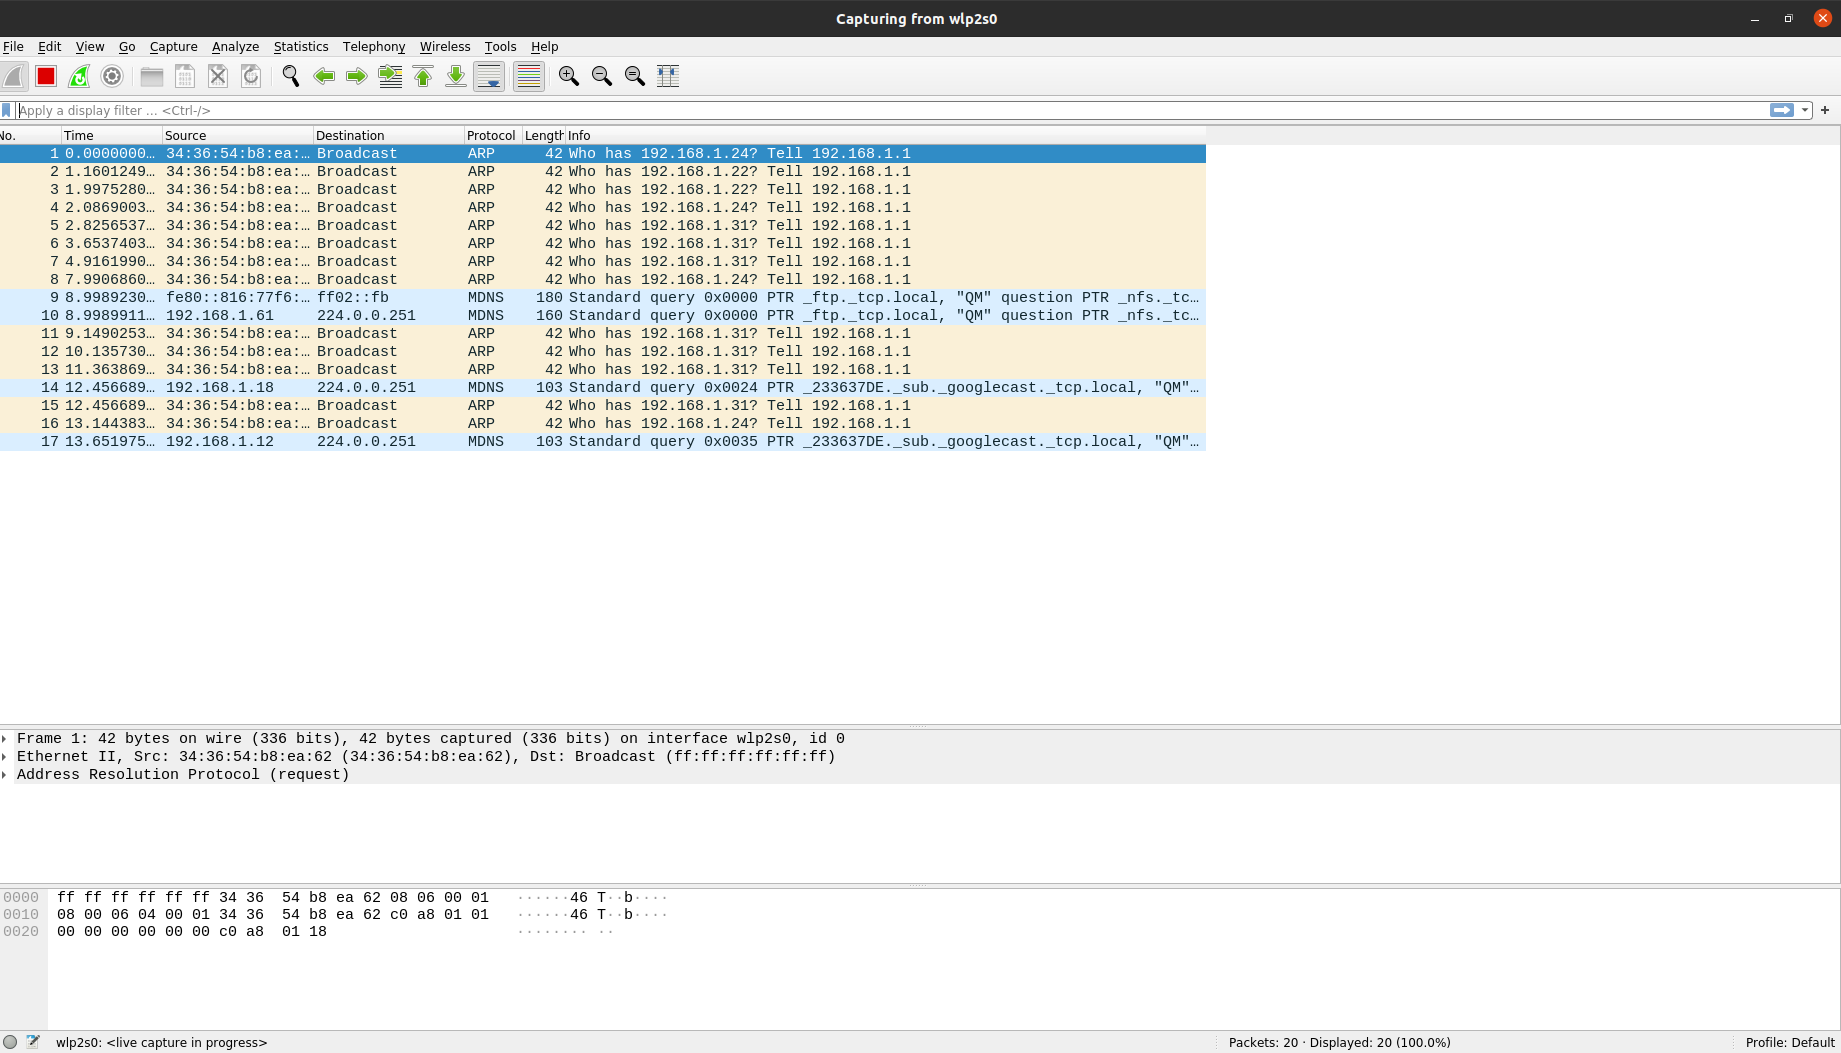 Capturing from wlp2s0
File Edit View Go Capture Analyze Statistics Telephony Wireless Tools Help
Apply a display filter … <Ctrl-/>
No. Time Source Destination Protocol Length Info
1 0.0000000… 34:36:54:b8:ea:… Broadcast ARP 42 Who has 192.168.1.24? Tell 192.168.1.1
2 1.1601249… 34:36:54:b8:ea:… Broadcast ARP 42 Who has 192.168.1.22? Tell 192.168.1.1
3 1.9975280… 34:36:54:b8:ea:… Broadcast ARP 42 Who has 192.168.1.22? Tell 192.168.1.1
4 2.0869003… 34:36:54:b8:ea:… Broadcast ARP 42 Who has 192.168.1.24? Tell 192.168.1.1
5 2.8256537… 34:36:54:b8:ea:… Broadcast ARP 42 Who has 192.168.1.31? Tell 192.168.1.1
6 3.6537403… 34:36:54:b8:ea:… Broadcast ARP 42 Who has 192.168.1.31? Tell 192.168.1.1
7 4.9161990… 34:36:54:b8:ea:… Broadcast ARP 42 Who has 192.168.1.31? Tell 192.168.1.1
8 7.9906860… 34:36:54:b8:ea:… Broadcast ARP 42 Who has 192.168.1.24? Tell 192.168.1.1
9 8.9989230… fe80::816:77f6:… ff02::fb MDNS 180 Standard query 0x0000 PTR _ftp._tcp.local, "QM" question PTR _nfs._tc…
10 8.9989911… 192.168.1.61 224.0.0.251 MDNS 160 Standard query 0x0000 PTR _ftp._tcp.local, "QM" question PTR _nfs._tc…
11 9.1490253… 34:36:54:b8:ea:… Broadcast ARP 42 Who has 192.168.1.31? Tell 192.168.1.1
12 10.135730… 34:36:54:b8:ea:… Broadcast ARP 42 Who has 192.168.1.31? Tell 192.168.1.1
13 11.363869… 34:36:54:b8:ea:… Broadcast ARP 42 Who has 192.168.1.31? Tell 192.168.1.1
14 12.456689… 192.168.1.18 224.0.0.251 MDNS 103 Standard query 0x0024 PTR _233637DE._sub._googlecast._tcp.local, "QM"…
15 12.456689… 34:36:54:b8:ea:… Broadcast ARP 42 Who has 192.168.1.31? Tell 192.168.1.1
16 13.144383… 34:36:54:b8:ea:… Broadcast ARP 42 Who has 192.168.1.24? Tell 192.168.1.1
17 13.651975… 192.168.1.12 224.0.0.251 MDNS 103 Standard query 0x0035 PTR _233637DE._sub._googlecast._tcp.local, "QM"…
Frame 1: 42 bytes on wire (336 bits), 42 bytes captured (336 bits) on interface wlp2s0, id 0
Ethernet II, Src: 34:36:54:b8:ea:62 (34:36:54:b8:ea:62), Dst: Broadcast (ff:ff:ff:ff:ff:ff)
Address Resolution Protocol (request)
0000 ff ff ff ff ff ff 34 36 54 b8 ea 62 08 06 00 01 ······46 T··b····
0010 08 00 06 04 00 01 34 36 54 b8 ea 62 c0 a8 01 01 ······46 T··b····
0020 00 00 00 00 00 00 c0 a8 01 18 ········ ··
wlp2s0: <live capture in progress> Packets: 20 · Displayed: 20 (100.0%) Profile: Default